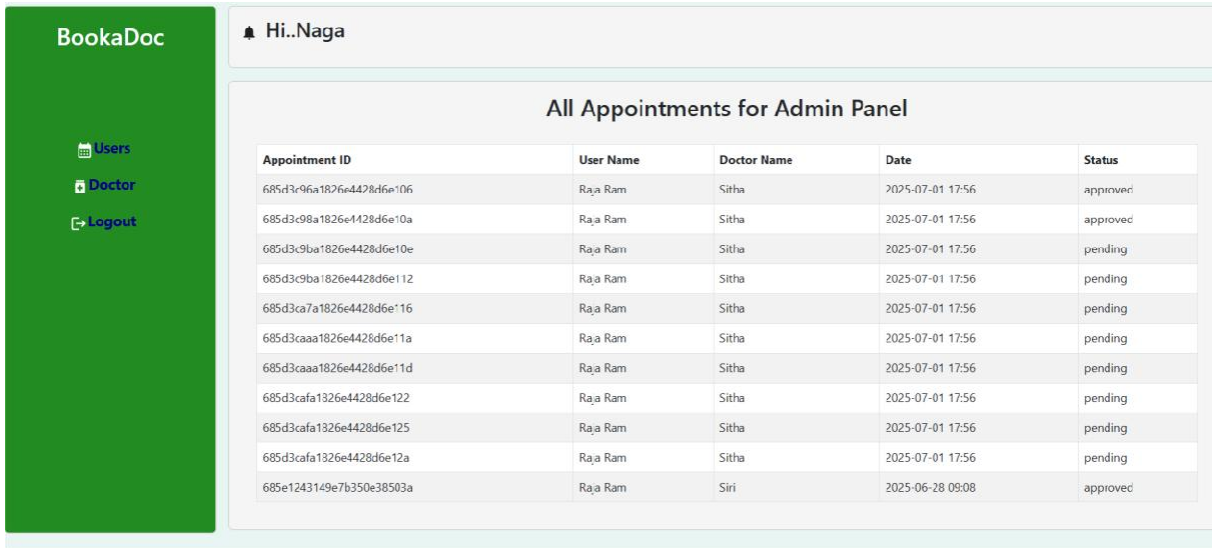 BookaDoc
Users
Doctor
Logout
Hi..Naga
All Appointments for Admin Panel
Appointment ID User Name Doctor Name Date Status
685d3c96a1826e4428d6e106 Raja Ram Sitha 2025-07-01 17:56 approved
685d3c98a1826e4428d6e10a Raja Ram Sitha 2025-07-01 17:56 approved
685d3c9ba1826e4428d6e10e Raja Ram Sitha 2025-07-01 17:56 pending
685d3c9ba1826e4428d6e112 Raja Ram Sitha 2025-07-01 17:56 pending
685d3ca7a1826e4428d6e116 Raja Ram Sitha 2025-07-01 17:56 pending
685d3caaa1826e4428d6e11a Raja Ram Sitha 2025-07-01 17:56 pending
685d3caaa1826e4428d6e11d Raja Ram Sitha 2025-07-01 17:56 pending
685d3cafa1826e4428d6e122 Raja Ram Sitha 2025-07-01 17:56 pending
685d3cafa1826e4428d6e125 Raja Ram Sitha 2025-07-01 17:56 pending
685d3cafa1826e4428d6e12a Raja Ram Sitha 2025-07-01 17:56 pending
685e1243149e7b350e38503a Raja Ram Siri 2025-06-28 09:08 approved